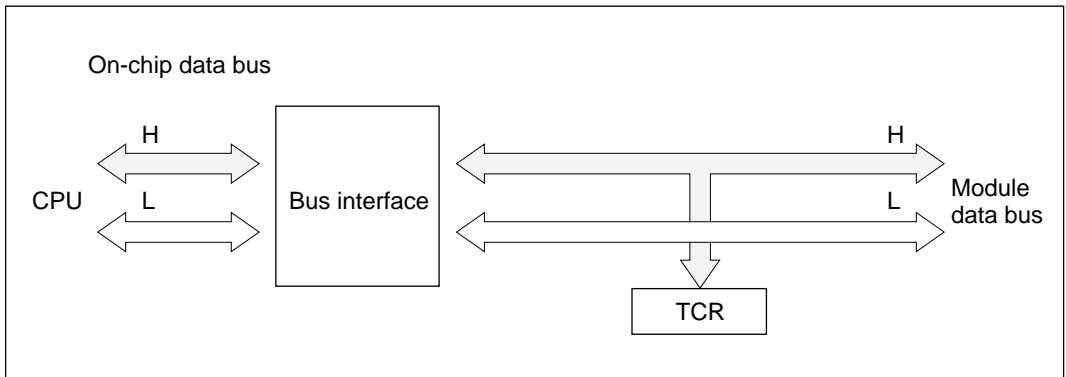 On-chip data bus
H
H
CPU
L
Bus interface
L
Module
data bus
TCR